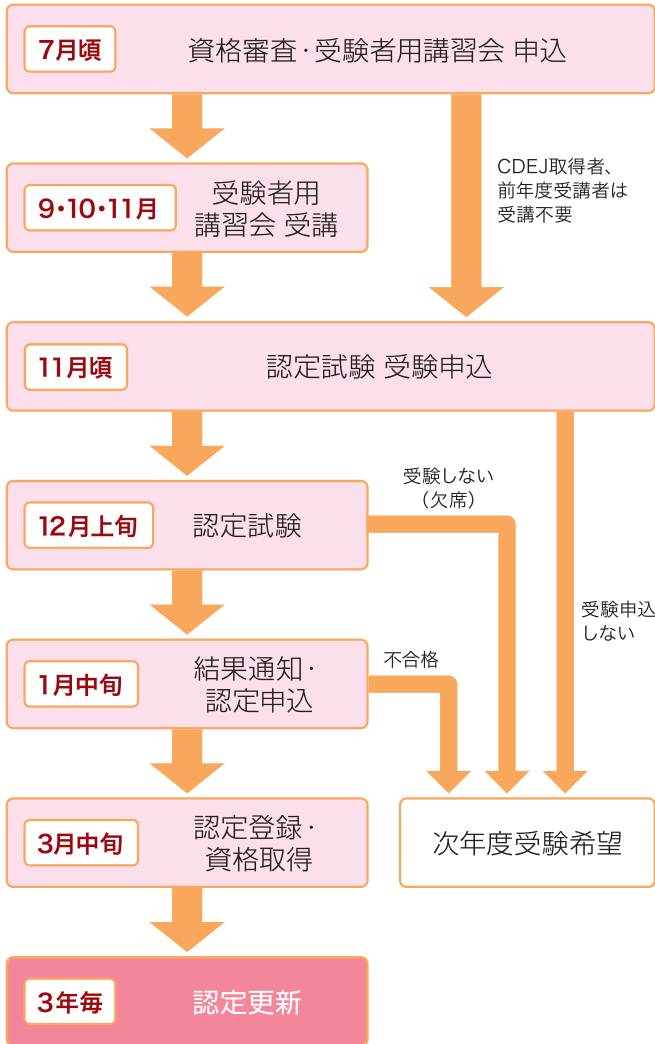 7月頃
資格審査・受験者用講習会 申込
CDEJ取得者、
前年度受講者は
受講不要
9・10・11月
受験者用
講習会 受講
11月頃
認定試験 受験申込
受験しない
（欠席）
12月上旬
認定試験
受験申込
しない
不合格
1月中旬
結果通知・
認定申込
3月中旬
認定登録・
資格取得
次年度受験希望
3年毎
認定更新